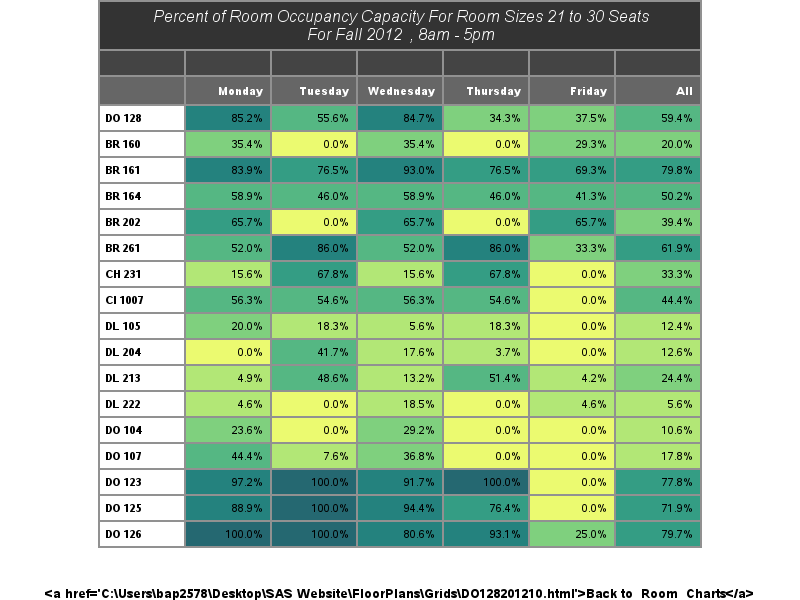 Percent of Room Occupancy Capacity For Room Sizes 21 to 30 Seats
For Fall 2012 , 8am - 5pm
Monday Tuesday Wednesday Thursday Friday All
DO 128 85.2% 55.6% 84.7% 34.3% 37.5% 59.4%
BR 160 35.4% 0.0% 35.4% 0.0% 29.3% 20.0%
BR 161 83.9% 76.5% 93.0% 76.5% 69.3% 79.8%
BR 164 58.9% 46.0% 58.9% 46.0% 41.3% 50.2%
BR 202 65.7% 0.0% 65.7% 0.0% 65.7% 39.4%
BR 261 52.0% 86.0% 52.0% 86.0% 33.3% 61.9%
CH 231 15.6% 67.8% 15.6% 67.8% 0.0% 33.3%
CI 1007 56.3% 54.6% 56.3% 54.6% 0.0% 44.4%
DL 105 20.0% 18.3% 5.6% 18.3% 0.0% 12.4%
DL 204 0.0% 41.7% 17.6% 3.7% 0.0% 12.6%
DL 213 4.9% 48.6% 13.2% 51.4% 4.2% 24.4%
DL 222 4.6% 0.0% 18.5% 0.0% 4.6% 5.6%
DO 104 23.6% 0.0% 29.2% 0.0% 0.0% 10.6%
DO 107 44.4% 7.6% 36.8% 0.0% 0.0% 17.8%
DO 123 97.2% 100.0% 91.7% 100.0% 0.0% 77.8%
DO 125 88.9% 100.0% 94.4% 76.4% 0.0% 71.9%
DO 126 100.0% 100.0% 80.6% 93.1% 25.0% 79.7%
<a href='C:\Users\bap2578\Desktop\SAS Website\FloorPlans\Grids\DO128201210.html'>Back to Room Charts</a>